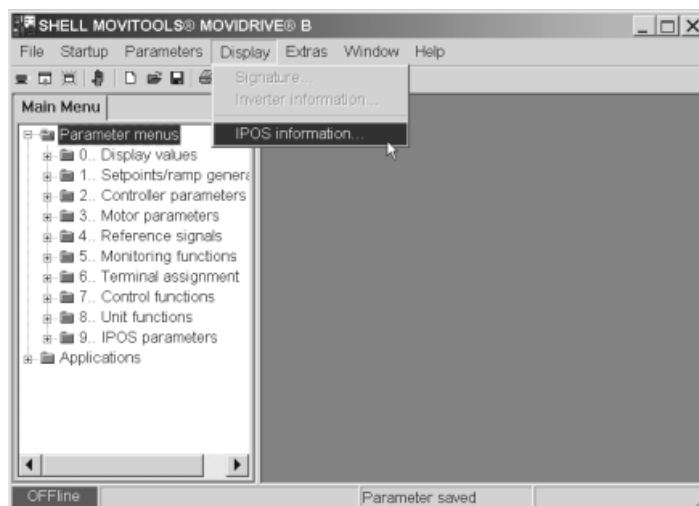 SHELL MOVITOOLS® MOVIDRIVE® B
File Startup Parameters Display Extras Window Help
Signature...
Inverter information...
IPOS information...
Main Menu
Parameter menus
0.. Display values
1.. Setpoints/ramp genera
2.. Controller parameters
3.. Motor parameters
4.. Reference signals
5.. Monitoring functions
6.. Terminal assignment
7.. Control functions
8.. Unit functions
9.. IPOS parameters
Applications
OFFline
Parameter saved